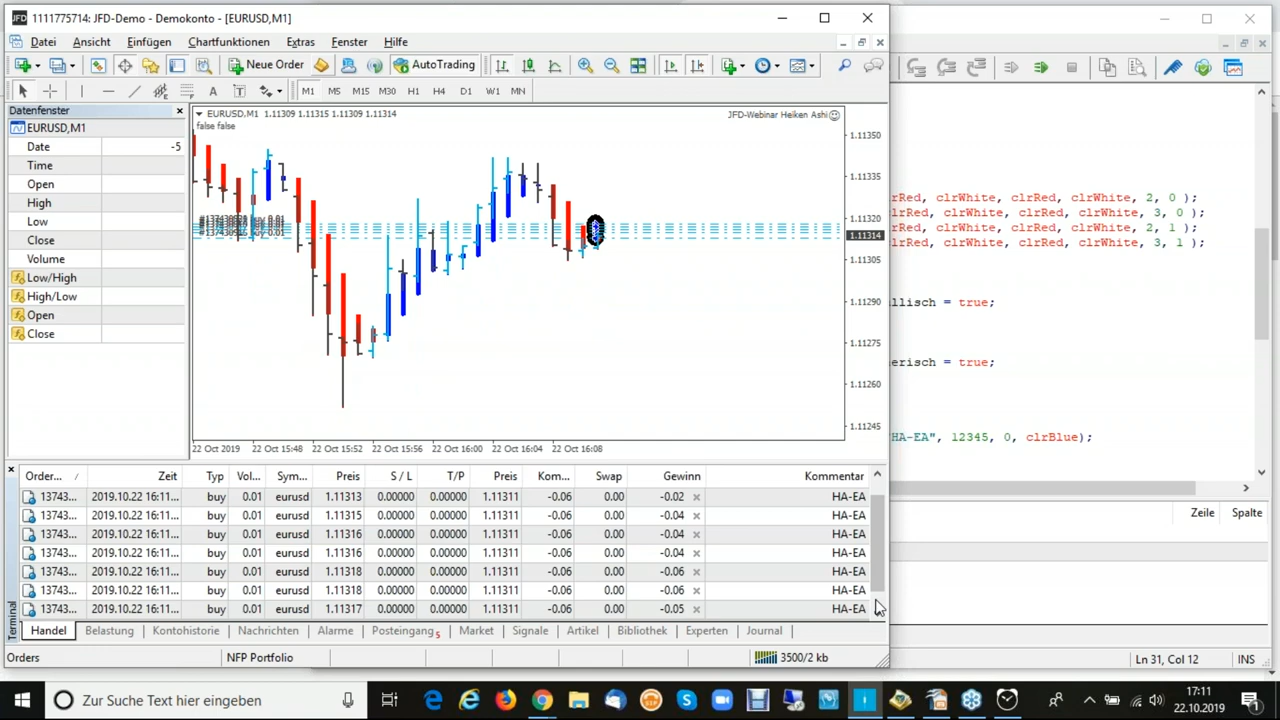 1111775714: JFD-Demo - Demokonto - [EURUSD,M1]
Datei Ansicht Einfügen Chartfunktionen Extras Fenster Hilfe
Neue Order AutoTrading
M1 M5 M15 M30 H1 H4 D1 W1 MN
Datenfenster
EURUSD,M1
Date -5
Time
Open
High
Low
Close
Volume
Low/High
High/Low
Open
Close
EURUSD,M1 1.11309 1.11315 1.11309 1.11314
false false
JFD-Webinar Heiken Ashi
1.11350
1.11335
1.11320
1.11314
1.11305
1.11290
1.11275
1.11260
1.11245
22 Oct 2019 22 Oct 15:48 22 Oct 15:52 22 Oct 15:56 22 Oct 16:00 22 Oct 16:04 22 Oct 16:08
lrRed, clrWhite, clrRed, clrWhite, 2, 0 );
lrRed, clrWhite, clrRed, clrWhite, 3, 0 );
lrRed, clrWhite, clrRed, clrWhite, 2, 1 );
lrRed, clrWhite, clrRed, clrWhite, 3, 1 );
llisch = true;
erisch = true;
HA-EA", 12345, 0, clrBlue);
Zeile Spalte
Order... Zeit Typ Vol... Sym... Preis S / L T/P Preis Kom... Swap Gewinn Kommentar
13743... 2019.10.22 16:11... buy 0.01 eurusd 1.11313 0.00000 0.00000 1.11311 -0.06 0.00 -0.02 HA-EA
13743... 2019.10.22 16:11... buy 0.01 eurusd 1.11315 0.00000 0.00000 1.11311 -0.06 0.00 -0.04 HA-EA
13743... 2019.10.22 16:11... buy 0.01 eurusd 1.11316 0.00000 0.00000 1.11311 -0.06 0.00 -0.04 HA-EA
13743... 2019.10.22 16:11... buy 0.01 eurusd 1.11316 0.00000 0.00000 1.11311 -0.06 0.00 -0.04 HA-EA
13743... 2019.10.22 16:11... buy 0.01 eurusd 1.11318 0.00000 0.00000 1.11311 -0.06 0.00 -0.06 HA-EA
13743... 2019.10.22 16:11... buy 0.01 eurusd 1.11318 0.00000 0.00000 1.11311 -0.06 0.00 -0.06 HA-EA
13743... 2019.10.22 16:11... buy 0.01 eurusd 1.11317 0.00000 0.00000 1.11311 -0.06 0.00 -0.05 HA-EA
Terminal
Handel Belastung Kontohistorie Nachrichten Alarme Posteingang 5 Market Signale Artikel Bibliothek Experten Journal
Orders NFP Portfolio 3500/2 kb
Ln 31, Col 12 INS
Zur Suche Text hier eingeben
17:11
22.10.2019